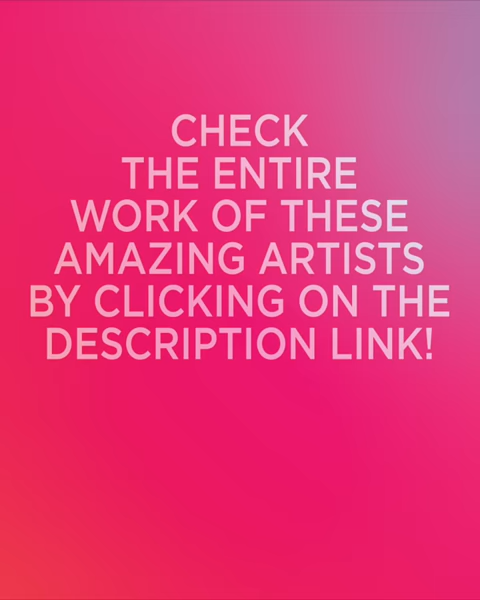 CHECK
THE ENTIRE
WORK OF THESE
AMAZING ARTISTS
BY CLICKING ON THE
DESCRIPTION LINK!